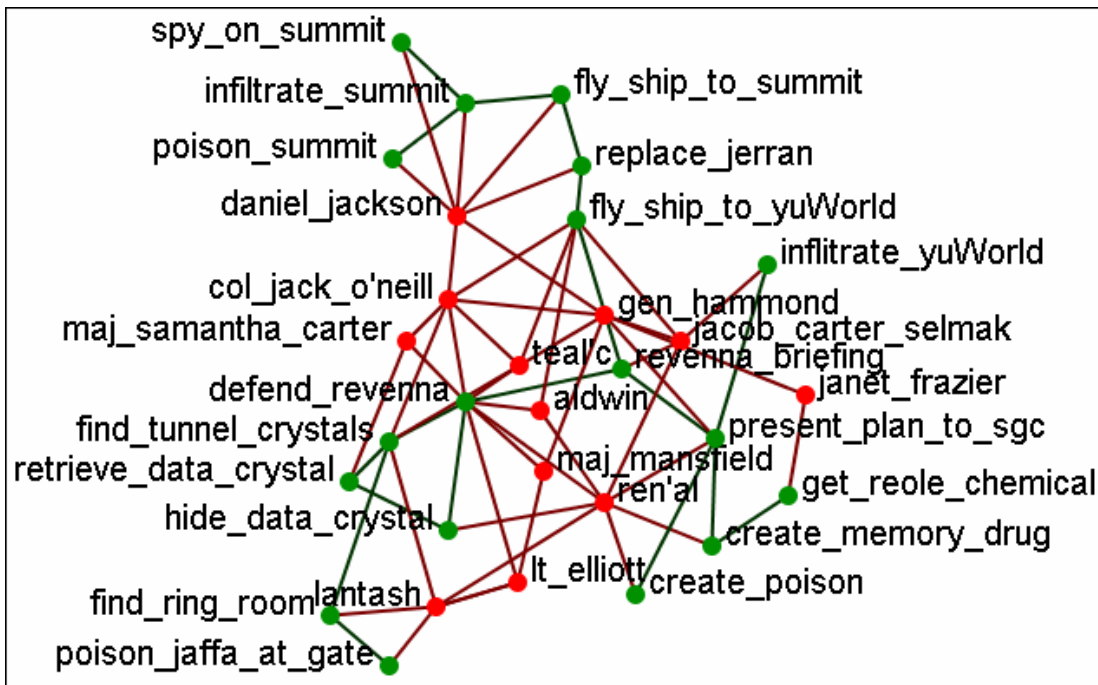 spy_on_summit
fly_ship_to_summit
infiltrate_summit
poison_summit
replace_jerran
daniel_jackson
fly_ship_to_yuWorld
inflitrate_yuWorld
col_jack_o'neill
gen_hammond
maj_samantha_carter
jacob_carter_selmak
teal'c
revenna_briefing
defend_revenna
janet_frazier
aldwin
find_tunnel_crystals
present_plan_to_sgc
retrieve_data_crystal
maj_mansfield
ren'al
get_reole_chemical
hide_data_crystal
create_memory_drug
lt_elliott
create_poison
find_ring_room
lantash
poison_jaffa_at_gate